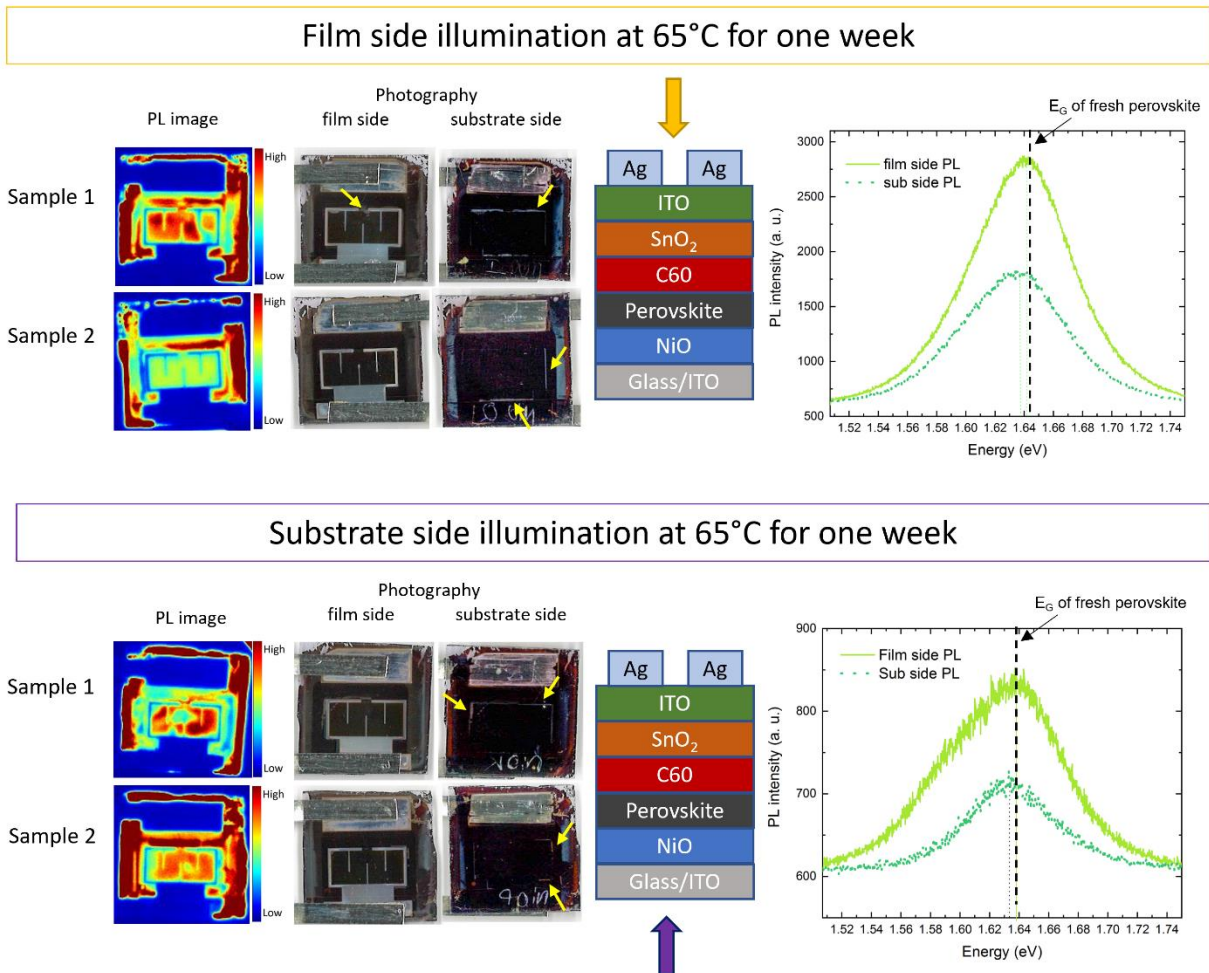 Film side illumination at 65°C for one week
Photography
PL image
film side
substrate side
Sample 1
High
Low
Sample 2
High
Low
Ag
Ag
ITO
SnO₂
C60
Perovskite
NiO
Glass/ITO
E_G of fresh perovskite
film side PL
sub side PL
PL intensity (a. u.)
3000
2500
2000
1500
1000
500
1.52 1.54 1.56 1.58 1.60 1.62 1.64 1.66 1.68 1.70 1.72 1.74
Energy (eV)
Substrate side illumination at 65°C for one week
Photography
PL image
film side
substrate side
Sample 1
High
Low
Sample 2
High
Low
Ag
Ag
ITO
SnO₂
C60
Perovskite
NiO
Glass/ITO
E_G of fresh perovskite
Film side PL
Sub side PL
PL intensity (a. u.)
900
800
700
600
1.52 1.54 1.56 1.58 1.60 1.62 1.64 1.66 1.68 1.70 1.72 1.74
Energy (eV)